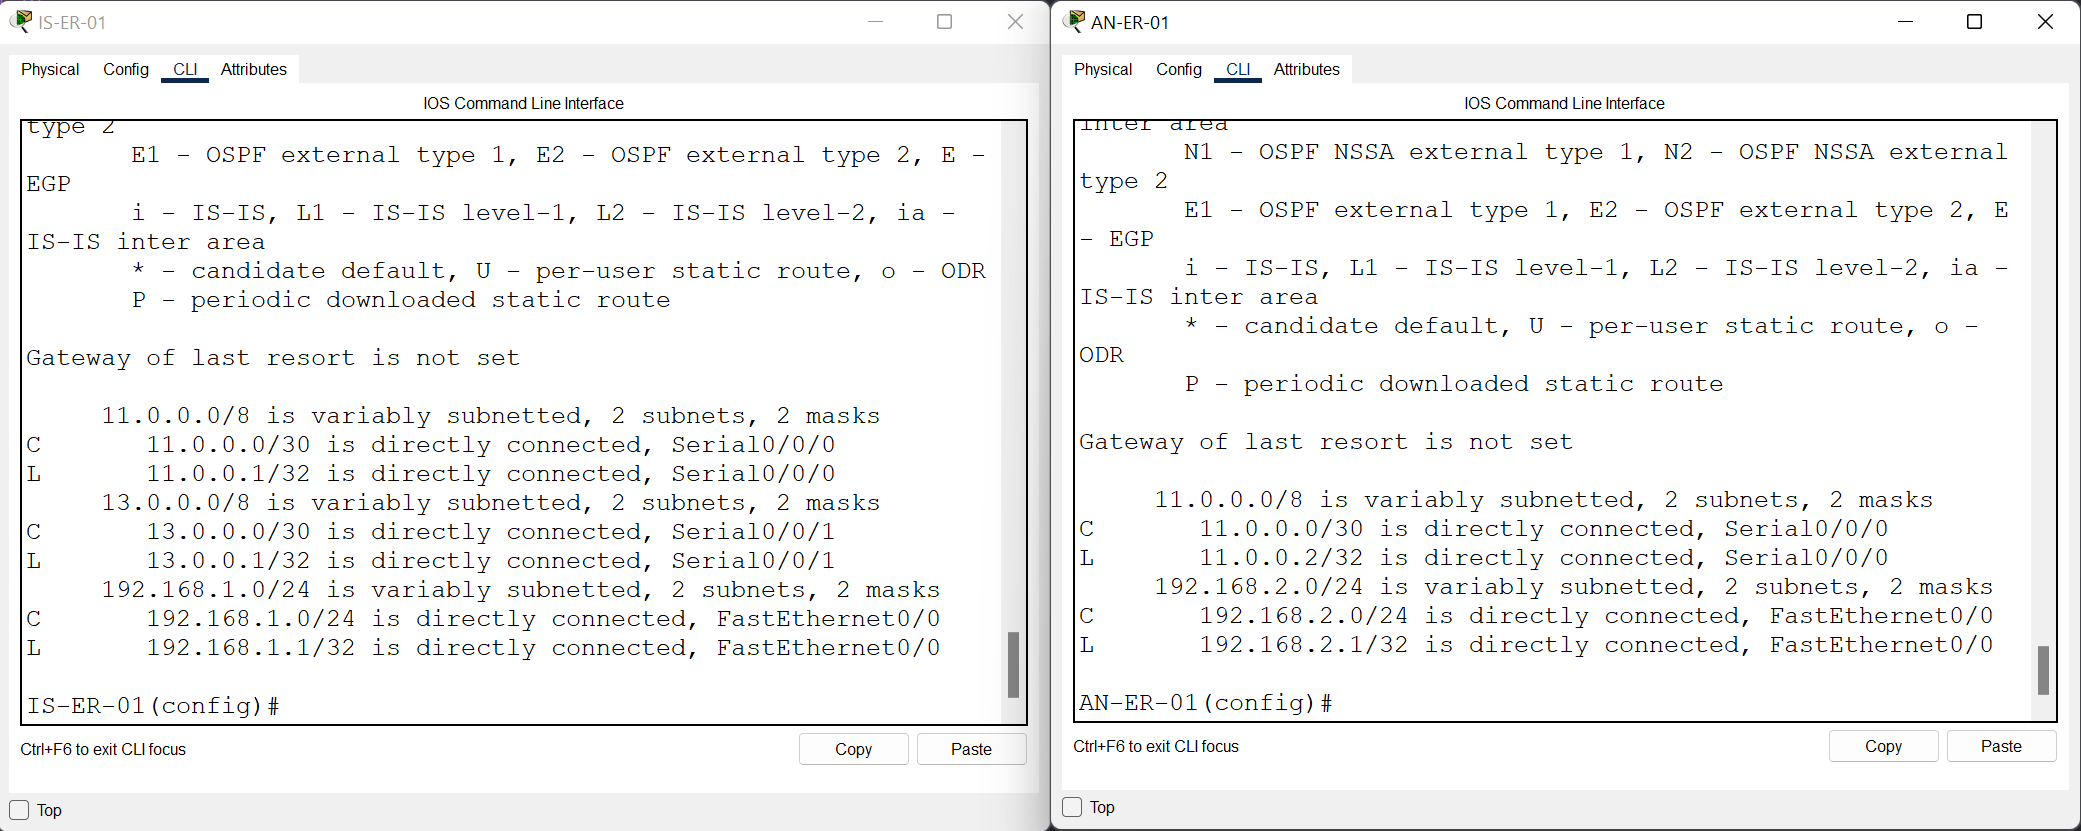 IS-ER-01
Physical Config CLI Attributes
IOS Command Line Interface
type 2
E1 - OSPF external type 1, E2 - OSPF external type 2, E -
EGP
i - IS-IS, L1 - IS-IS level-1, L2 - IS-IS level-2, ia -
IS-IS inter area
* - candidate default, U - per-user static route, o - ODR
P - periodic downloaded static route
Gateway of last resort is not set
11.0.0.0/8 is variably subnetted, 2 subnets, 2 masks
C 11.0.0.0/30 is directly connected, Serial0/0/0
L 11.0.0.1/32 is directly connected, Serial0/0/0
13.0.0.0/8 is variably subnetted, 2 subnets, 2 masks
C 13.0.0.0/30 is directly connected, Serial0/0/1
L 13.0.0.1/32 is directly connected, Serial0/0/1
192.168.1.0/24 is variably subnetted, 2 subnets, 2 masks
C 192.168.1.0/24 is directly connected, FastEthernet0/0
L 192.168.1.1/32 is directly connected, FastEthernet0/0
IS-ER-01(config)#
Ctrl+F6 to exit CLI focus
Copy Paste
Top
AN-ER-01
Physical Config CLI Attributes
IOS Command Line Interface
inter area
N1 - OSPF NSSA external type 1, N2 - OSPF NSSA external
type 2
E1 - OSPF external type 1, E2 - OSPF external type 2, E
- EGP
i - IS-IS, L1 - IS-IS level-1, L2 - IS-IS level-2, ia -
IS-IS inter area
* - candidate default, U - per-user static route, o -
ODR
P - periodic downloaded static route
Gateway of last resort is not set
11.0.0.0/8 is variably subnetted, 2 subnets, 2 masks
C 11.0.0.0/30 is directly connected, Serial0/0/0
L 11.0.0.2/32 is directly connected, Serial0/0/0
192.168.2.0/24 is variably subnetted, 2 subnets, 2 masks
C 192.168.2.0/24 is directly connected, FastEthernet0/0
L 192.168.2.1/32 is directly connected, FastEthernet0/0
AN-ER-01(config)#
Ctrl+F6 to exit CLI focus
Copy Paste
Top